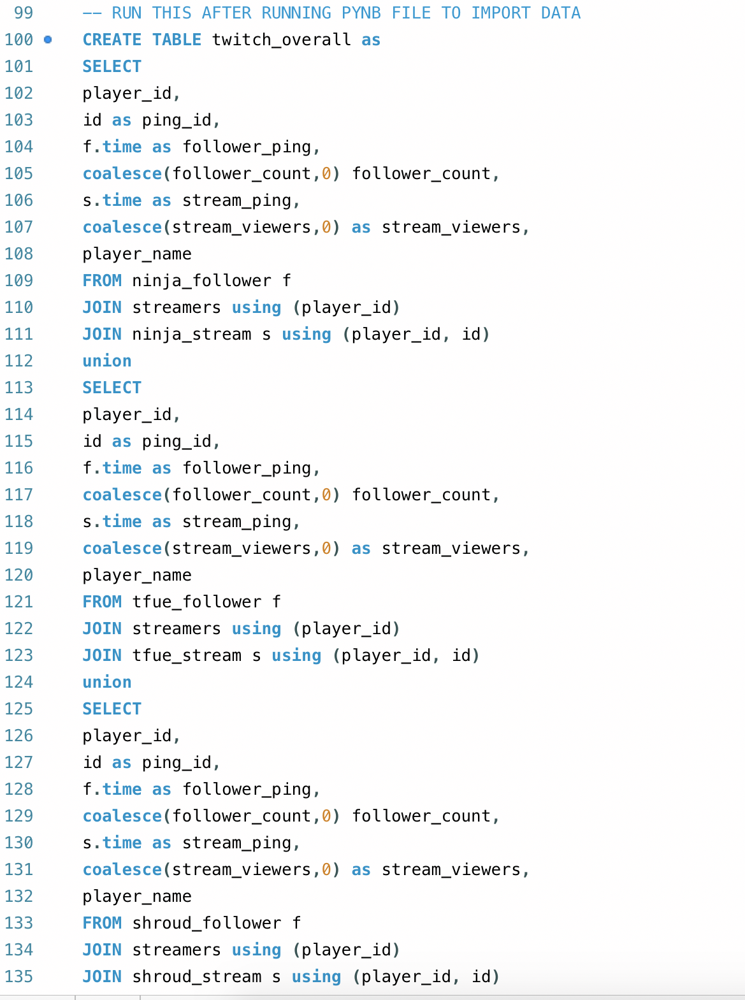 99 -- RUN THIS AFTER RUNNING PYNB FILE TO IMPORT DATA
100 CREATE TABLE twitch_overall as
101 SELECT
102 player_id,
103 id as ping_id,
104 f.time as follower_ping,
105 coalesce(follower_count,0) follower_count,
106 s.time as stream_ping,
107 coalesce(stream_viewers,0) as stream_viewers,
108 player_name
109 FROM ninja_follower f
110 JOIN streamers using (player_id)
111 JOIN ninja_stream s using (player_id, id)
112 union
113 SELECT
114 player_id,
115 id as ping_id,
116 f.time as follower_ping,
117 coalesce(follower_count,0) follower_count,
118 s.time as stream_ping,
119 coalesce(stream_viewers,0) as stream_viewers,
120 player_name
121 FROM tfue_follower f
122 JOIN streamers using (player_id)
123 JOIN tfue_stream s using (player_id, id)
124 union
125 SELECT
126 player_id,
127 id as ping_id,
128 f.time as follower_ping,
129 coalesce(follower_count,0) follower_count,
130 s.time as stream_ping,
131 coalesce(stream_viewers,0) as stream_viewers,
132 player_name
133 FROM shroud_follower f
134 JOIN streamers using (player_id)
135 JOIN shroud_stream s using (player_id, id)